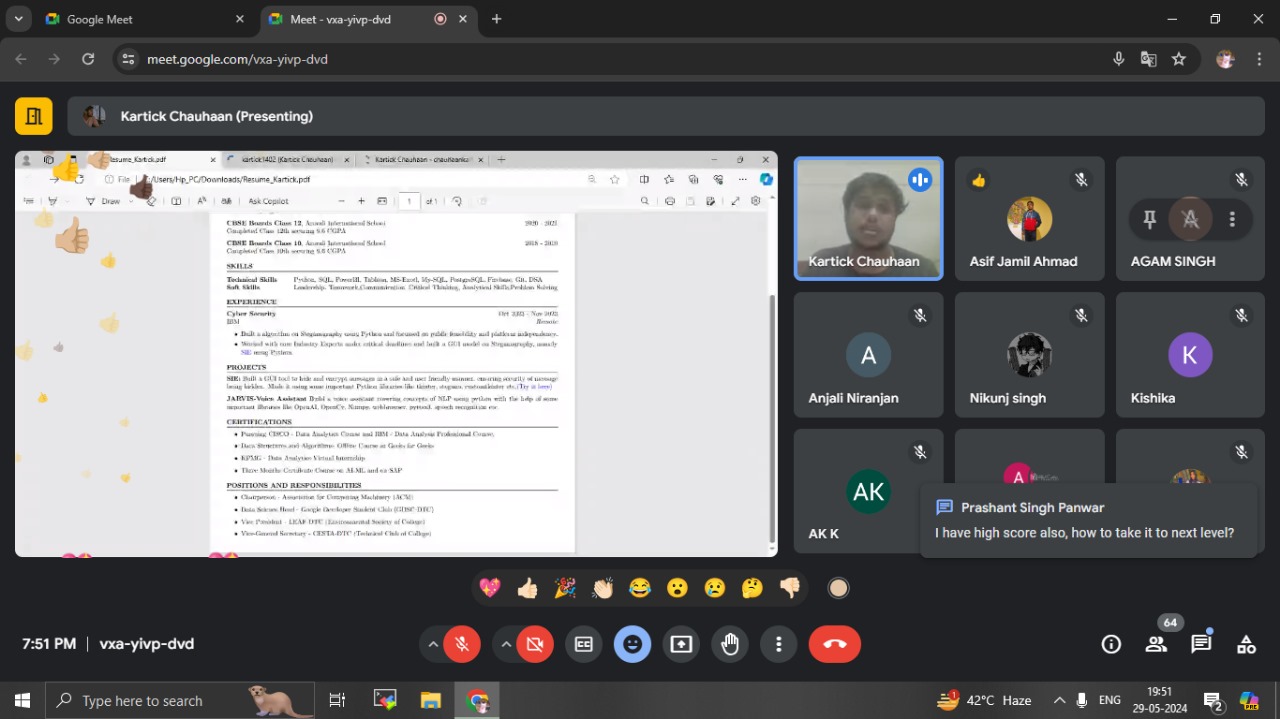 Google Meet
Meet - vxa-yivp-dvd
meet.google.com/vxa-yivp-dvd
Kartick Chauhaan (Presenting)
Resume_Kartick.pdf
kartick1402 (Kartick Chauhaan)
Kartick Chauhaan - chauhaankar
File
/Users/Hp_PC/Downloads/Resume_Kartick.pdf
Draw
Ask Copilot
1 of 1
CBSE Boards Class 12, International School
2020 - 2021
Completed Class 12th securing CGPA
CBSE Boards Class 10, International School
2018 - 2019
Completed Class 10th securing CGPA
SKILLS
Technical Skills Python, SQL, PowerBI, Tableau, MS-Excel, My-SQL, PostgreSQL, Firebase, Git, DSA
Soft Skills Leadership, Teamwork, Communication, Critical Thinking, Analytical Skills, Problem Solving
EXPERIENCE
Cyber Security
IBM Remote
• Built a algorithm on Steganography using Python and focused on public feasibility and platform independency.
• Worked with core Industry Experts under critical deadlines and built a GUI model on Steganography, namely
SIE using Python.
PROJECTS
SIE: Built a GUI tool to hide and encrypt messages in a safe and user friendly manner, ensuring security of message
being hidden. Made it using some important Python libraries like tkinter, stegano, customtkinter etc.(Try it here)
JARVIS-Voice Assistant Build a voice assistant covering concepts of NLP using python with the help of some
important libraries like OpenAI, OpenCv, Numpy, webbrowser, pyttsx3, speech recognition etc.
CERTIFICATIONS
• Pursuing CISCO - Data Analytics Course and IBM - Data Analysis Professional Course.
• Data Structures and Algorithms Offline Course at Geeks for Geeks
• KPMG - Data Analytics Virtual Internship
• Three Months Certificate Course on AI-ML and SAP
POSITIONS AND RESPONSIBILITIES
• Chairperson - Association for Computing Machinery (ACM)
• Data Science Head - Google Developer Student Club (GDSC-DTC)
• Vice President - LEAF DTC (Environmental Society of College)
• Vice-General Secretary - CESTA-DTC (Technical Club of College)
Kartick Chauhaan
Asif Jamil Ahmad
AGAM SINGH
A
Anjali Niranjan
Nikunj singh
K
Kishika
AK
A
Nishant Singh Rana
I have nighmare also, how to move it to next lever?
7:51 PM | vxa-yivp-dvd
64
Type here to search
1
42°C Haze
ENG
19:51
29-05-2024
2